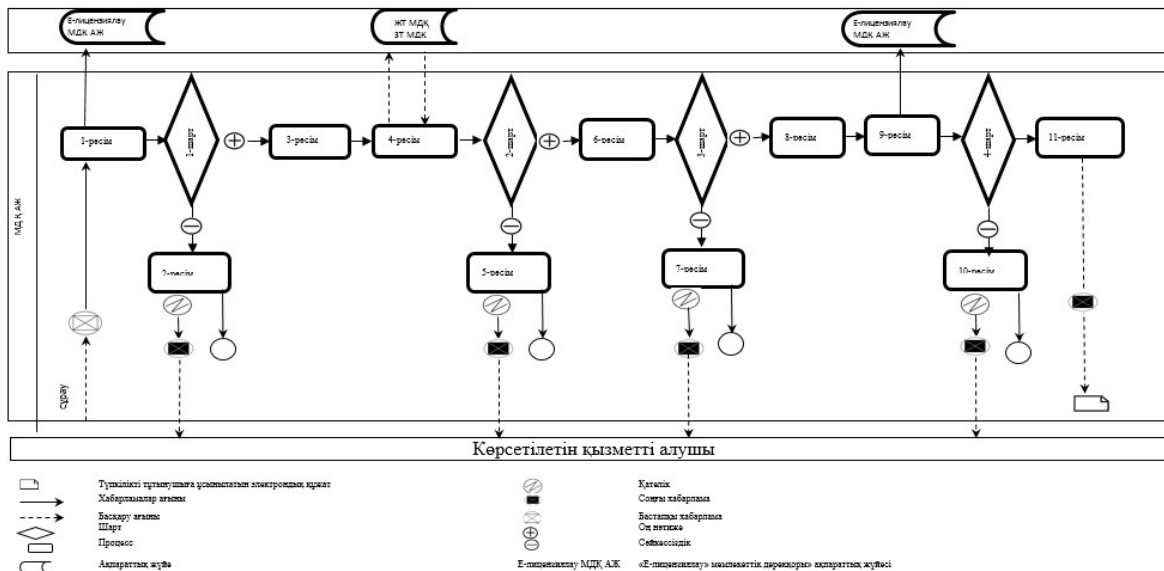 Е-лицензиялау
МДҚ АЖ
ЖТ МДҚ
ЗТ МДҚ
Е-лицензиялау
МДҚ АЖ
МД Қ АЖ
1-рәсім
1-шарт
3-рәсім
4-рәсім
2-шарт
6-рәсім
3-шарт
8-рәсім
9-рәсім
4-шарт
11-рәсім
2-рәсім
5-рәсім
7-рәсім
10-рәсім
сұрау
Көрсетілетін қызметті алушы
Түпкілікті тұтынушыға ұсынылатын электрондық құжат
Хабарламалар ағыны
Басқару ағыны
Шарт
Процесс
Ақпараттық жүйе
Қателік
Соңғы хабарлама
Бастапқы хабарлама
Оң нәтиже
Сәйкессіздік
Е-лицензиялау МДҚ АЖ «Е-лицензиялау» мемлекеттік дерекқоры» ақпараттық жүйесі